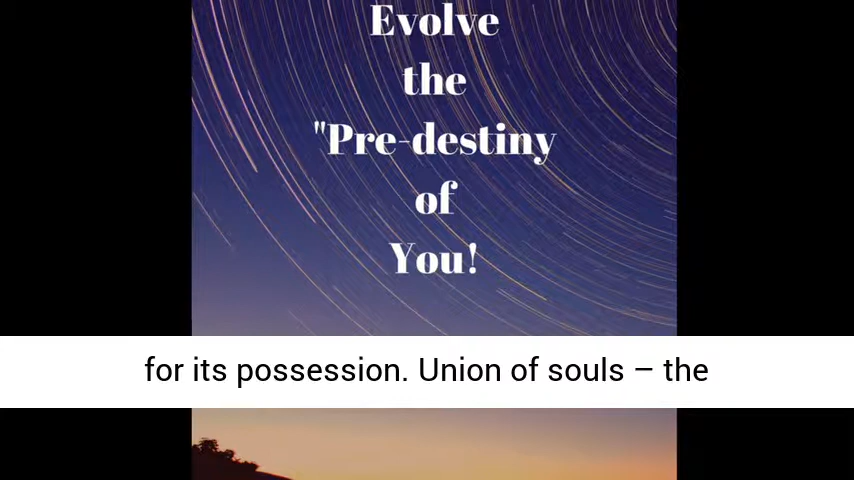 Evolve
the
"Pre-destiny
of
You!
for its possession. Union of souls – the